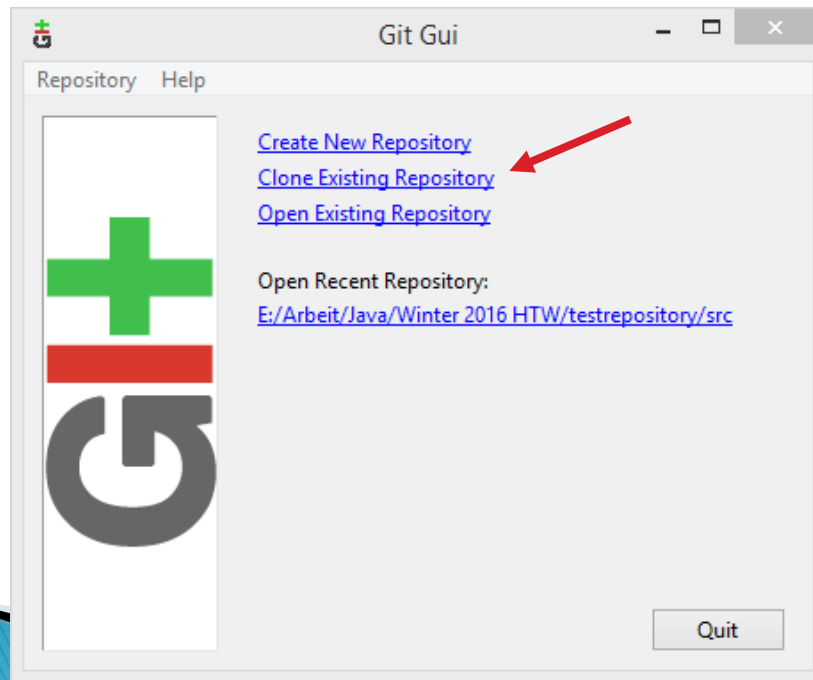 Git Gui
Repository Help
Create New Repository
Clone Existing Repository
Open Existing Repository
Open Recent Repository:
E:/Arbeit/Java/Winter 2016 HTW/testrepository/src
GIt
Quit